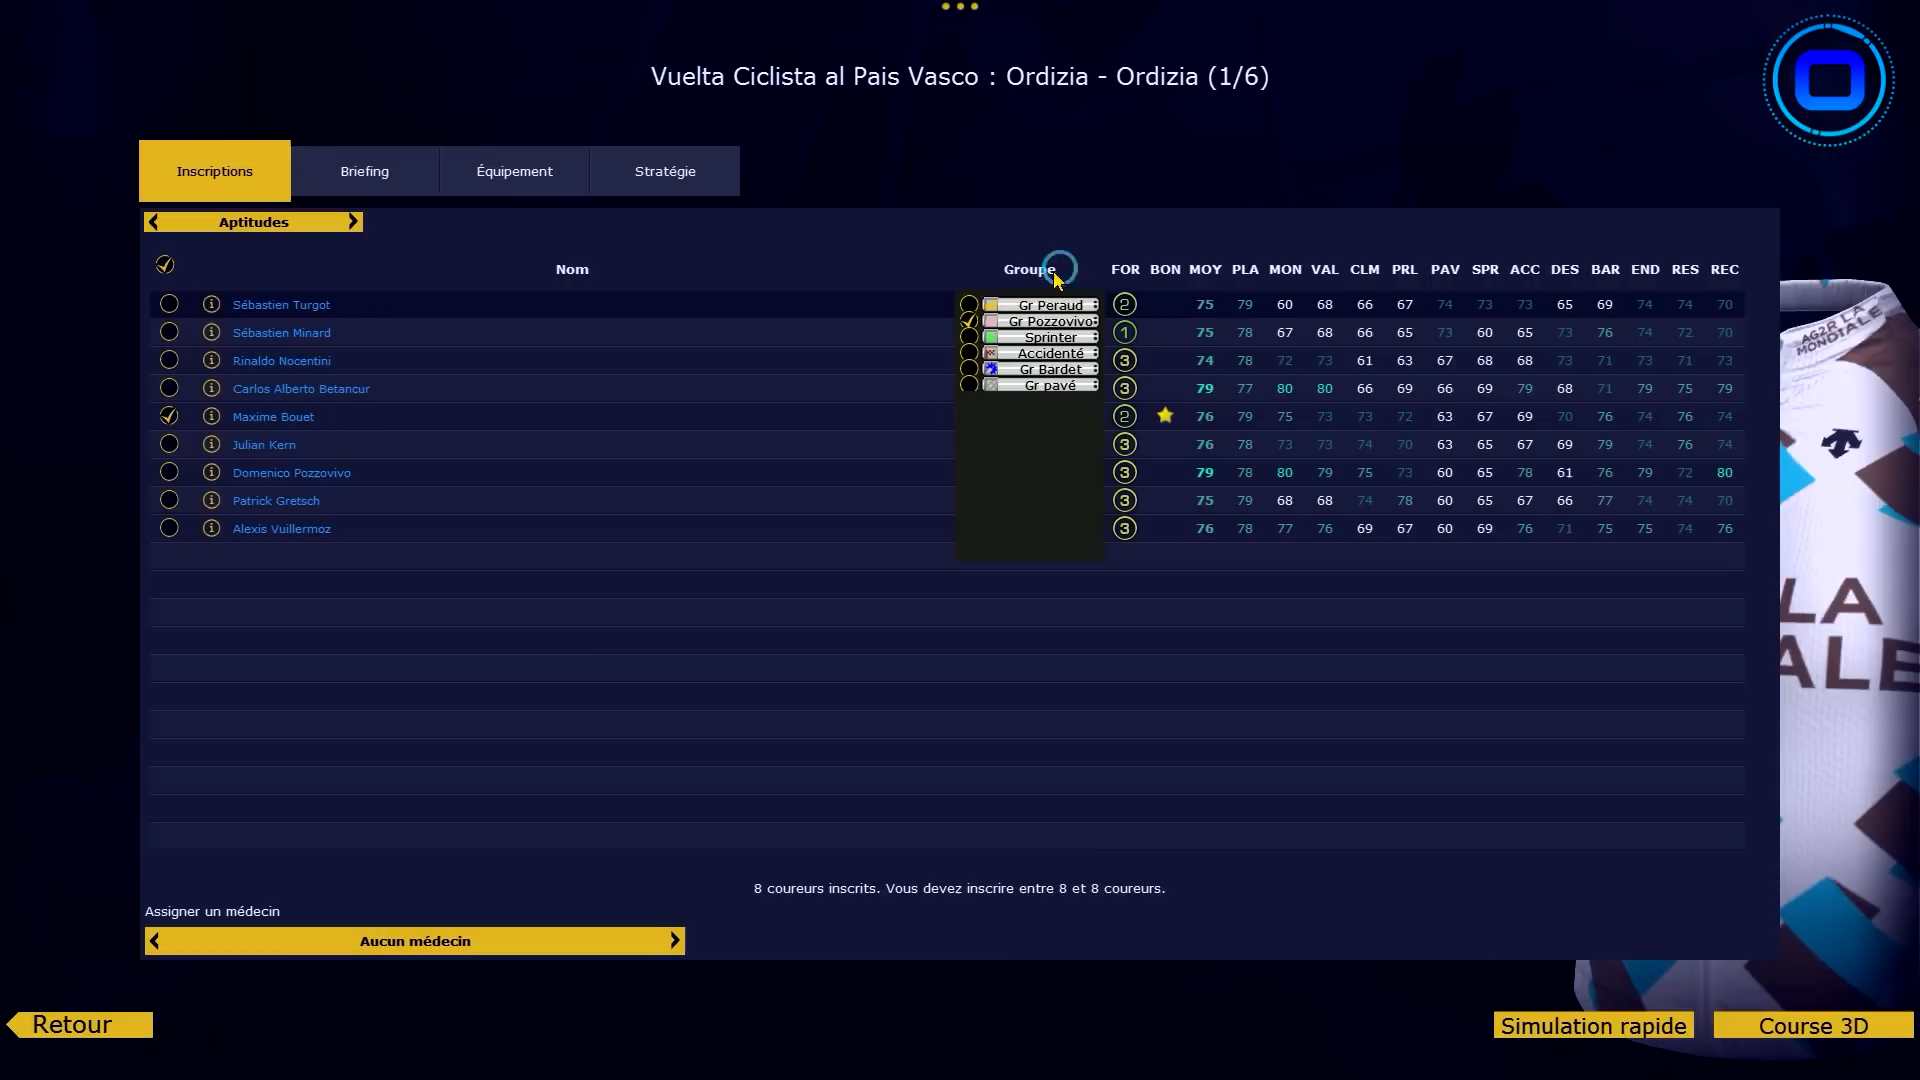 Vuelta Ciclista al Pais Vasco : Ordizia - Ordizia (1/6)
Inscriptions Briefing Équipement Stratégie
Aptitudes
Nom Groupe FOR BON MOY PLA MON VAL CLM PRL PAV SPR ACC DES BAR END RES REC
Sébastien Turgot Gr Peraud 2 75 79 60 68 66 67 74 73 73 65 69 74 74 70
Gr Pozzovivo
Sébastien Minard Sprinter 1 75 78 67 68 66 65 73 60 65 73 76 74 72 70
Rinaldo Nocentini Accidenté 3 74 78 72 73 61 63 67 68 68 73 71 73 71 73
Gr Bardet
Carlos Alberto Betancur Gr pavé 3 79 77 80 80 66 69 66 69 79 68 71 79 75 79
Maxime Bouet 2 76 79 75 73 73 72 63 67 69 70 76 74 76 74
Julian Kern 3 76 78 73 73 74 70 63 65 67 69 79 74 76 74
Domenico Pozzovivo 3 79 78 80 79 75 73 60 65 78 61 76 79 72 80
Patrick Gretsch 3 75 79 68 68 74 78 60 65 67 66 77 74 74 70
Alexis Vuillermoz 3 76 78 77 76 69 67 60 69 76 71 75 75 74 76
8 coureurs inscrits. Vous devez inscrire entre 8 et 8 coureurs.
Assigner un médecin
Aucun médecin
Retour Simulation rapide Course 3D
AG2R LA
MONDIALE
LA
ALE